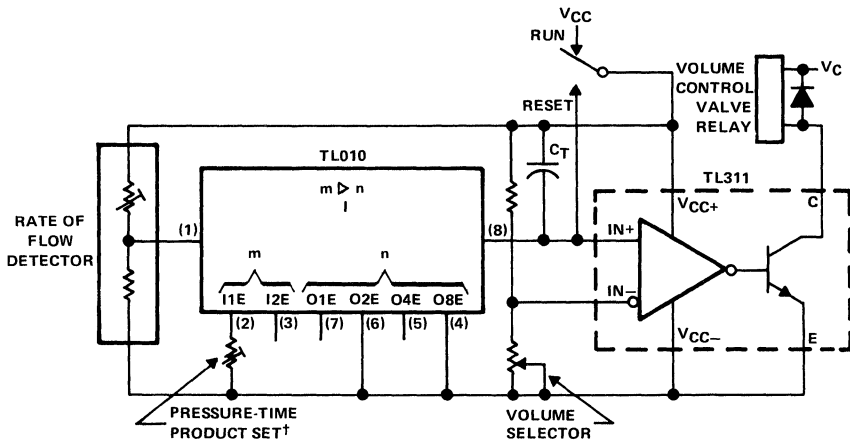 VCC
RUN
RESET
VOLUME
CONTROL
VALVE
RELAY
VC
TL010
CT
TL311
m ▷ n
I
VCC+
C
RATE OF
FLOW
DETECTOR
(1)
(8)
IN+
m
n
I1E I2E O1E O2E O4E O8E
IN–
(2) (3) (7) (6) (5) (4)
VCC–
E
PRESSURE-TIME
PRODUCT SET†
VOLUME
SELECTOR